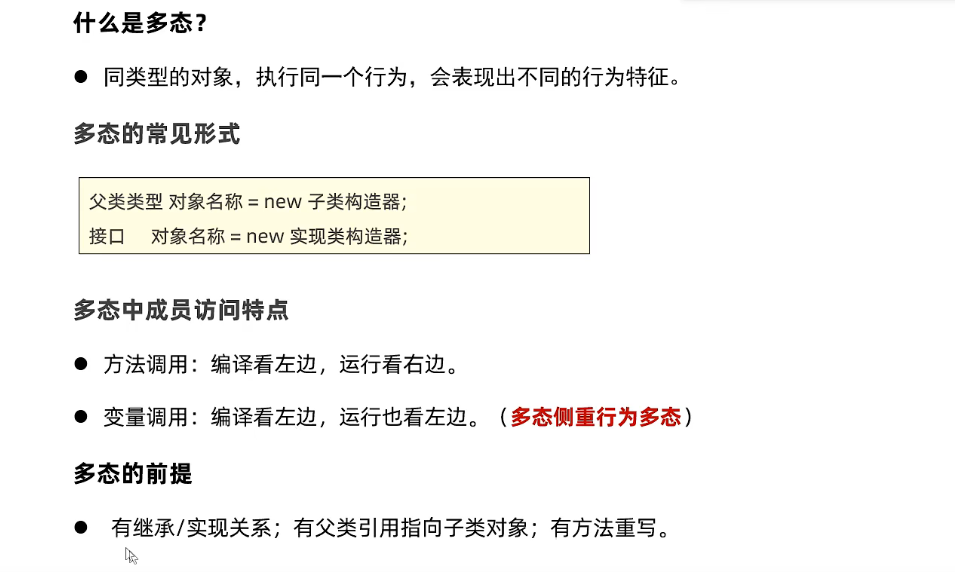 什么是多态？
● 同类型的对象，执行同一个行为，会表现出不同的行为特征。
多态的常见形式
父类类型 对象名称 = new 子类构造器;
接口 对象名称 = new 实现类构造器;
多态中成员访问特点
● 方法调用：编译看左边，运行看右边。
● 变量调用：编译看左边，运行也看左边。（多态侧重行为多态）
多态的前提
● 有继承/实现关系；有父类引用指向子类对象；有方法重写。